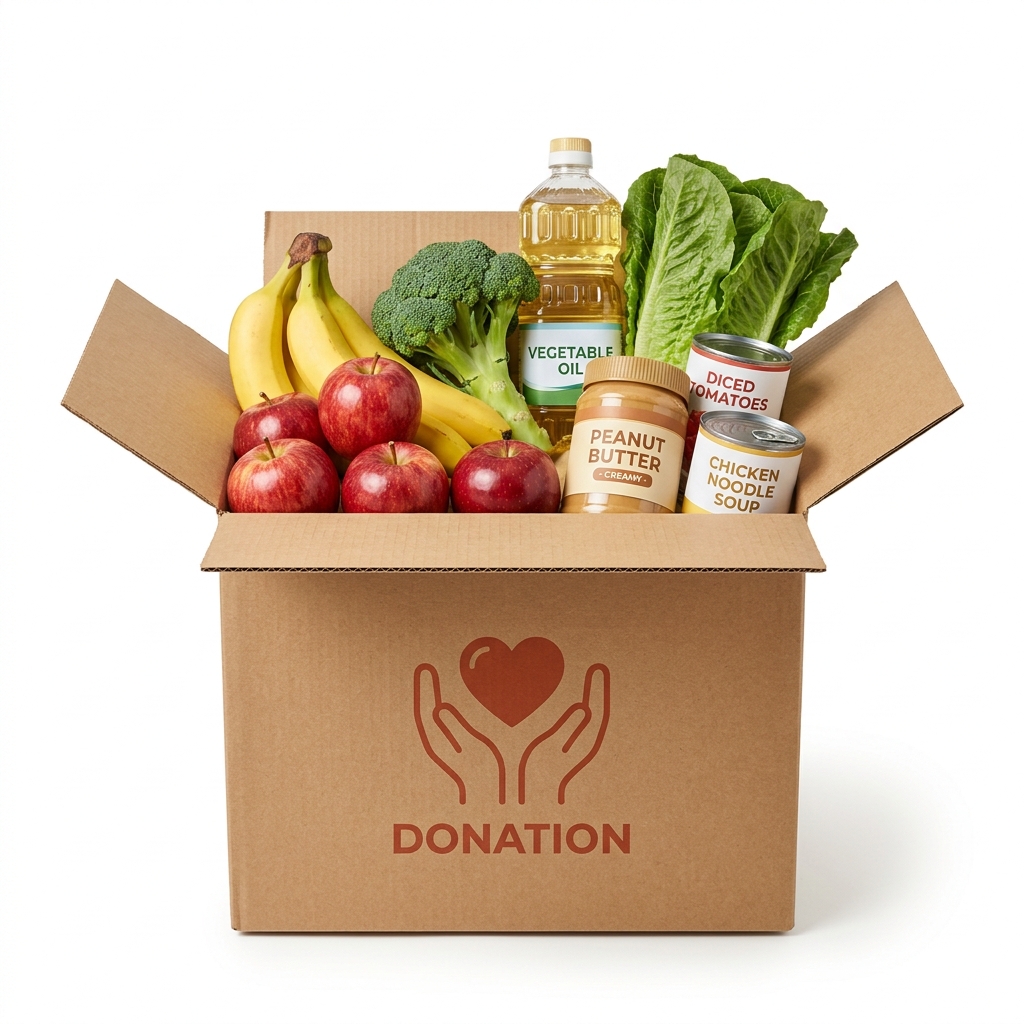 VEGETABLE
OIL
DICED
TOMATOES
PEANUT
BUTTER
- CREAMY -
CHICKEN
NOODLE
SOUP
DONATION